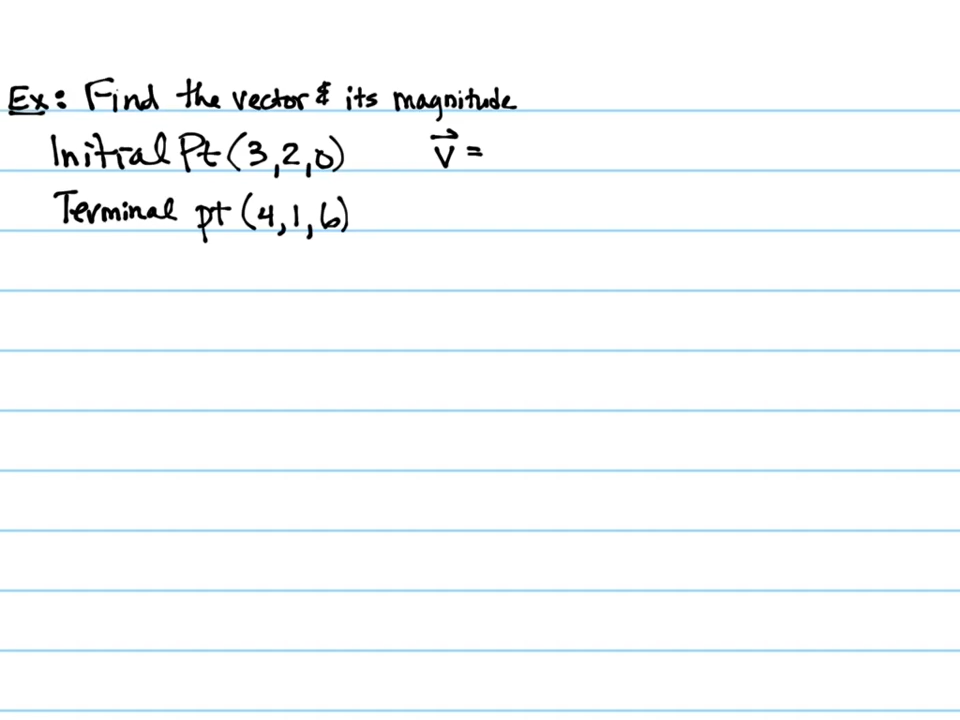 Ex: Find the vector & its magnitude
Initial Pt (3,2,0) v⃗ =
Terminal pt (4,1,6)